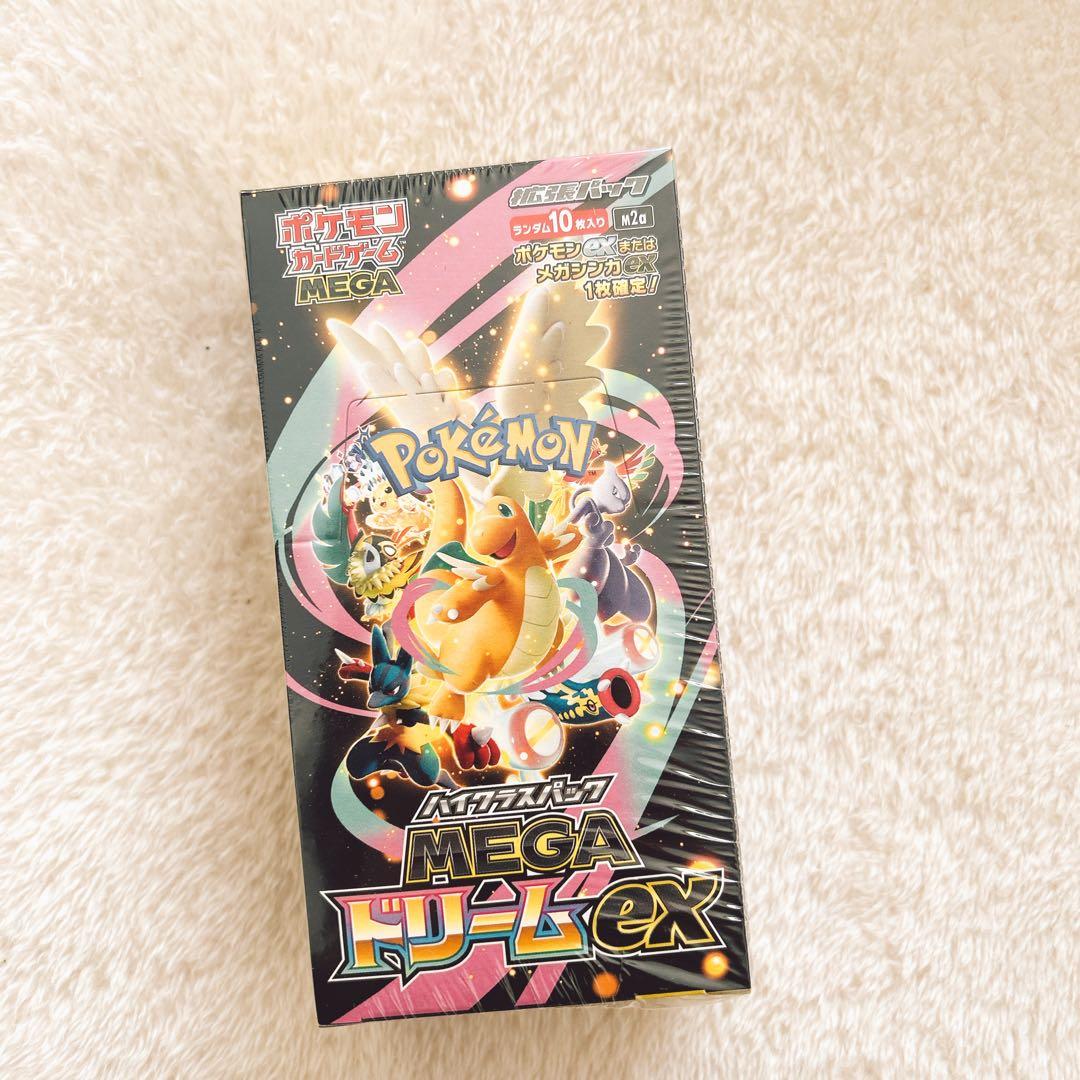 ポケモン
カードゲーム™
MEGA
拡張パック
ランダム10枚入り M2a
ポケモンexまたは
メガシンカex
1枚確定!
POKéMON™
ハイクラスパック
MEGA
ドリームex